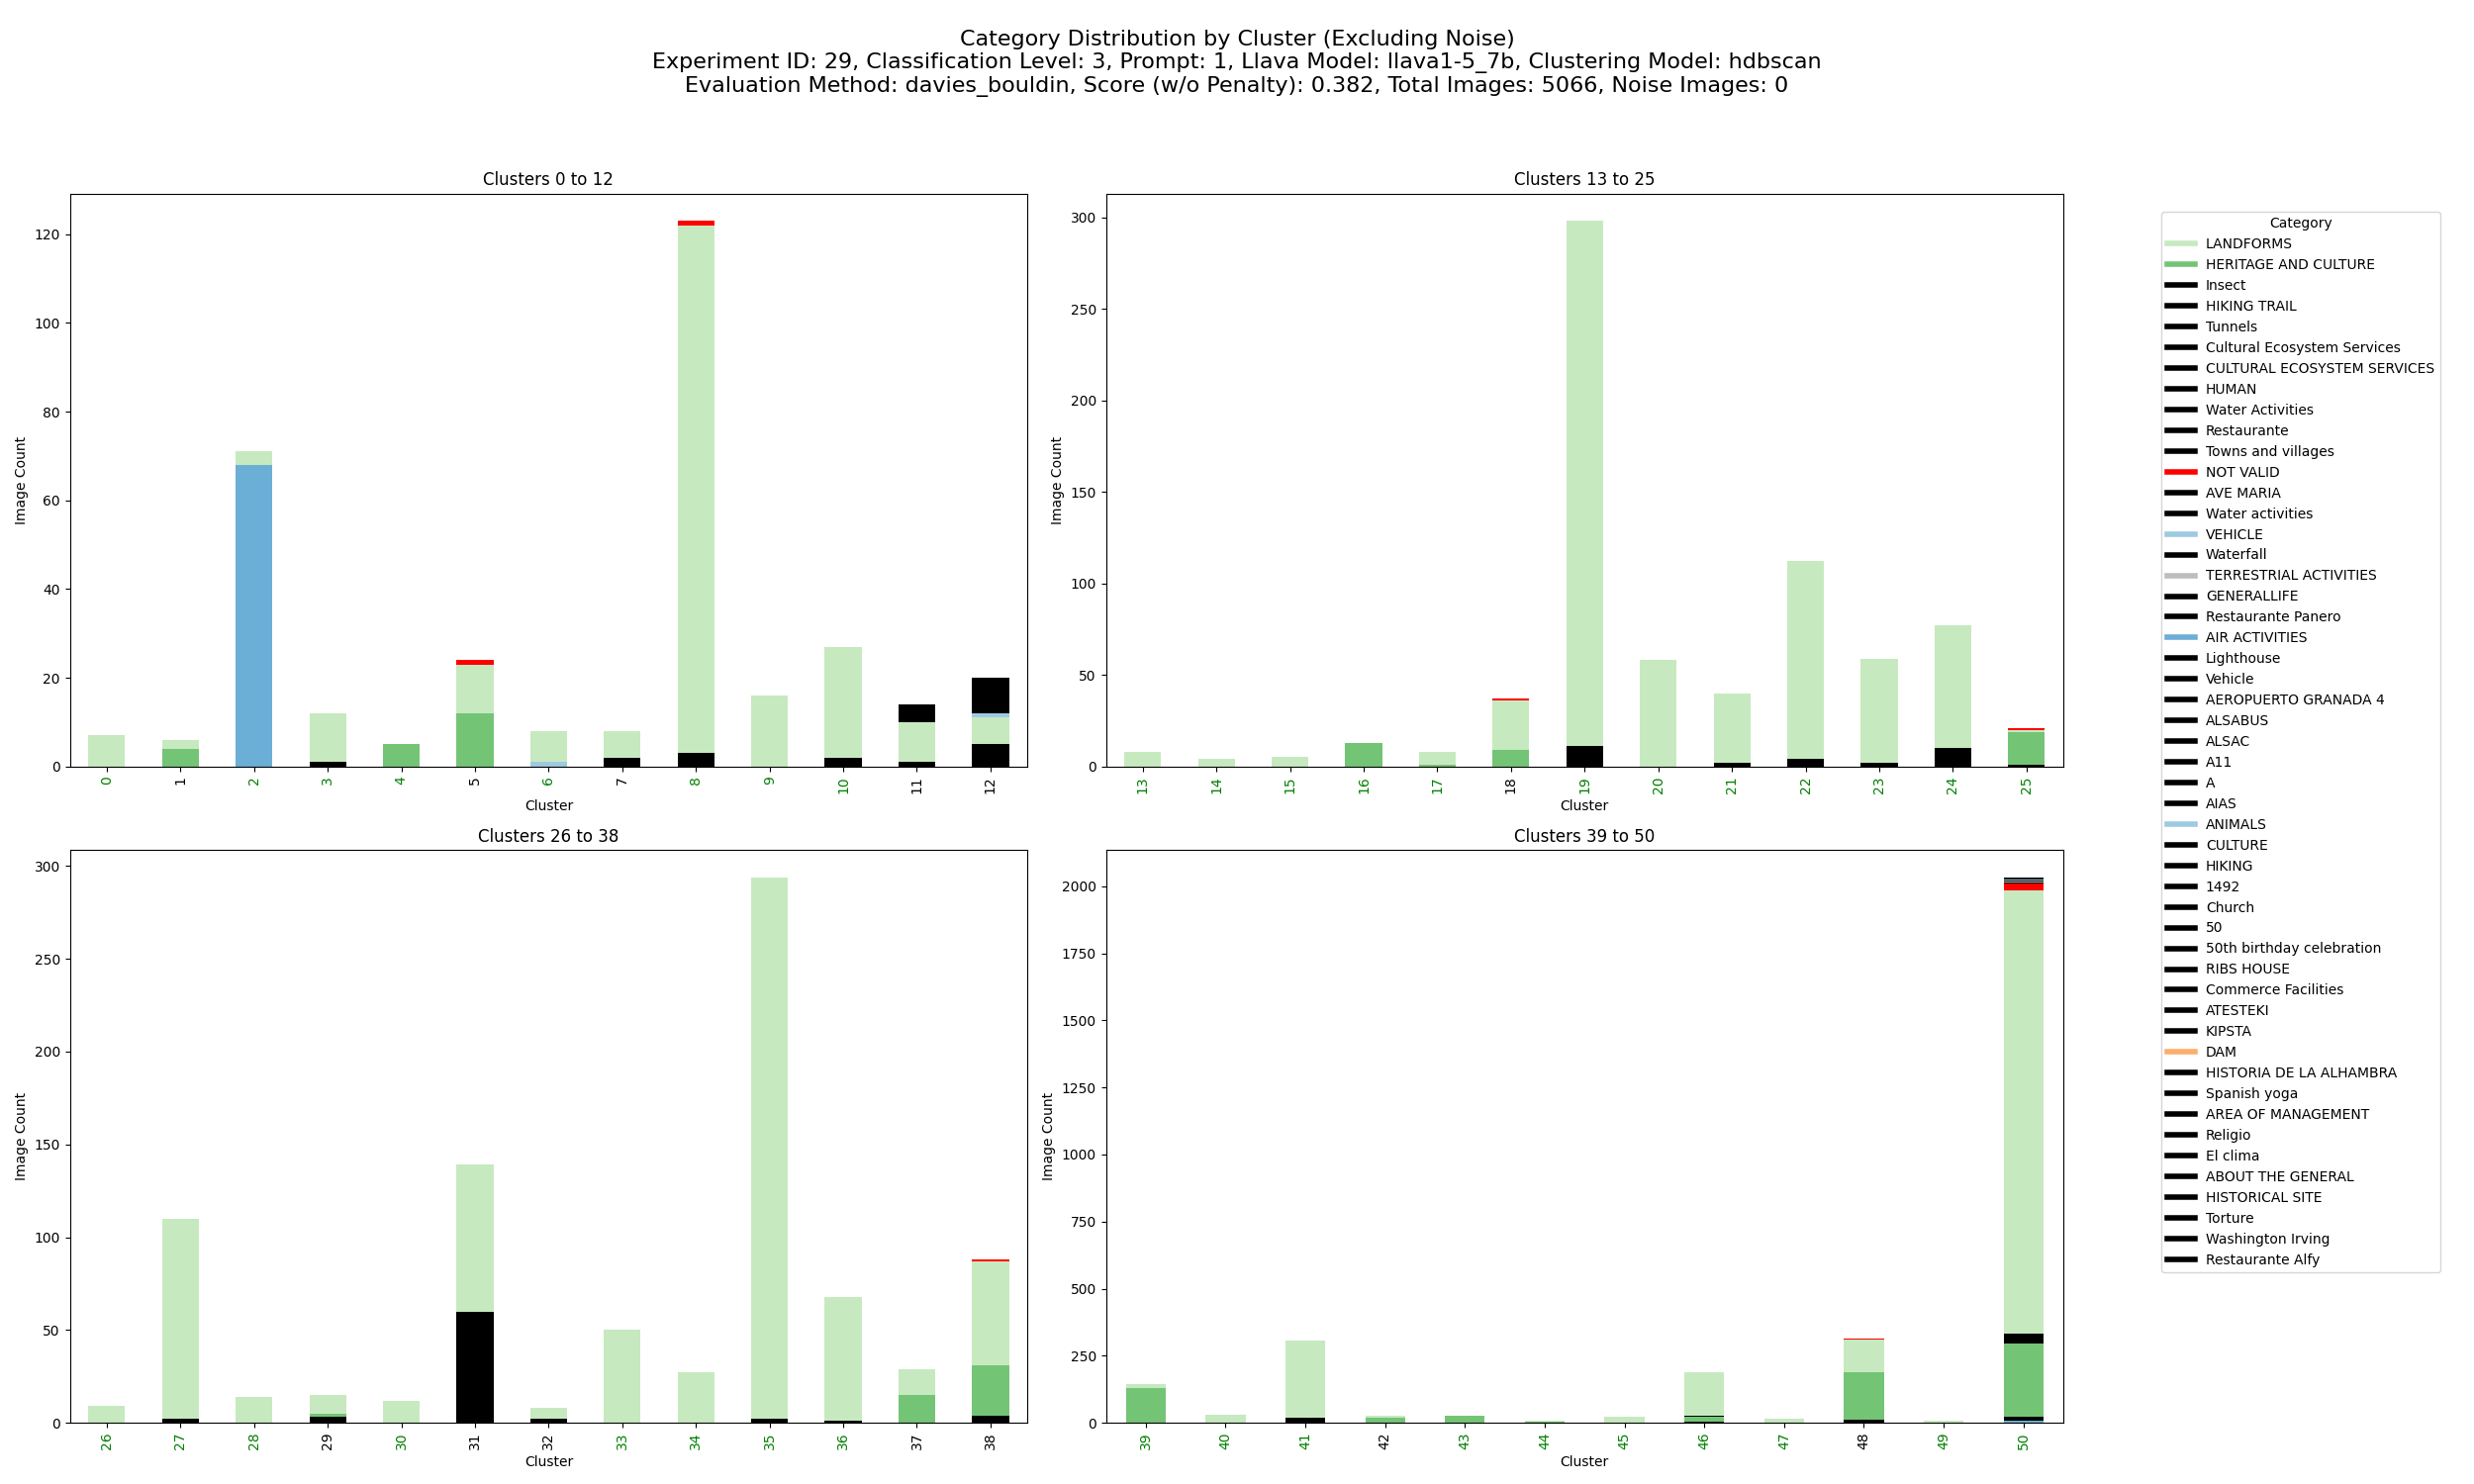 Category Distribution by Cluster (Excluding Noise)
Experiment ID: 29, Classification Level: 3, Prompt: 1, Llava Model: llava1-5_7b, Clustering Model: hdbscan
Evaluation Method: davies_bouldin, Score (w/o Penalty): 0.382, Total Images: 5066, Noise Images: 0
Clusters 0 to 12
120
100
80
60
40
20
0
Image Count
0 1 2 3 4 5 6 7 8 9 10 11 12
Cluster
Clusters 13 to 25
300
250
200
150
100
50
0
Image Count
13 14 15 16 17 18 19 20 21 22 23 24 25
Cluster
Clusters 26 to 38
300
250
200
150
100
50
0
Image Count
26 27 28 29 30 31 32 33 34 35 36 37 38
Cluster
Clusters 39 to 50
2000
1750
1500
1250
1000
750
500
250
0
Image Count
39 40 41 42 43 44 45 46 47 48 49 50
Cluster
Category
LANDFORMS
HERITAGE AND CULTURE
Insect
HIKING TRAIL
Tunnels
Cultural Ecosystem Services
CULTURAL ECOSYSTEM SERVICES
HUMAN
Water Activities
Restaurante
Towns and villages
NOT VALID
AVE MARIA
Water activities
VEHICLE
Waterfall
TERRESTRIAL ACTIVITIES
GENERALLIFE
Restaurante Panero
AIR ACTIVITIES
Lighthouse
Vehicle
AEROPUERTO GRANADA 4
ALSABUS
ALSAC
A11
A
AIAS
ANIMALS
CULTURE
HIKING
1492
Church
50
50th birthday celebration
RIBS HOUSE
Commerce Facilities
ATESTEKI
KIPSTA
DAM
HISTORIA DE LA ALHAMBRA
Spanish yoga
AREA OF MANAGEMENT
Religio
El clima
ABOUT THE GENERAL
HISTORICAL SITE
Torture
Washington Irving
Restaurante Alfy